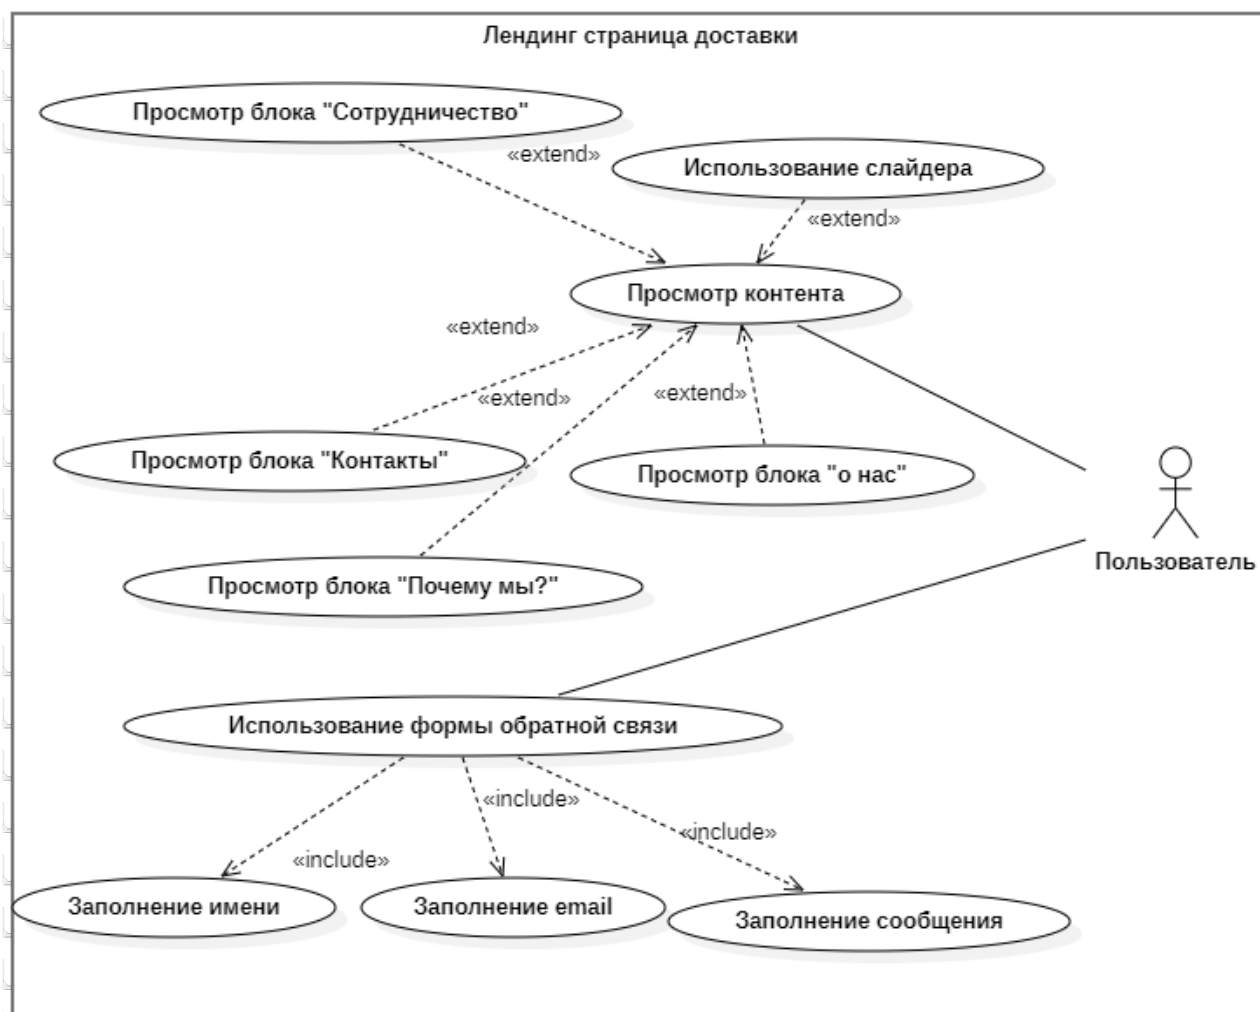 Лендинг страница доставки
Просмотр блока "Сотрудничество"
«extend»
Использование слайдера
«extend»
Просмотр контента
«extend»
«extend»
«extend»
Просмотр блока "Контакты"
Просмотр блока "о нас"
Пользователь
Просмотр блока "Почему мы?"
Использование формы обратной связи
«include»
«include»
«include»
Заполнение имени
Заполнение email
Заполнение сообщения